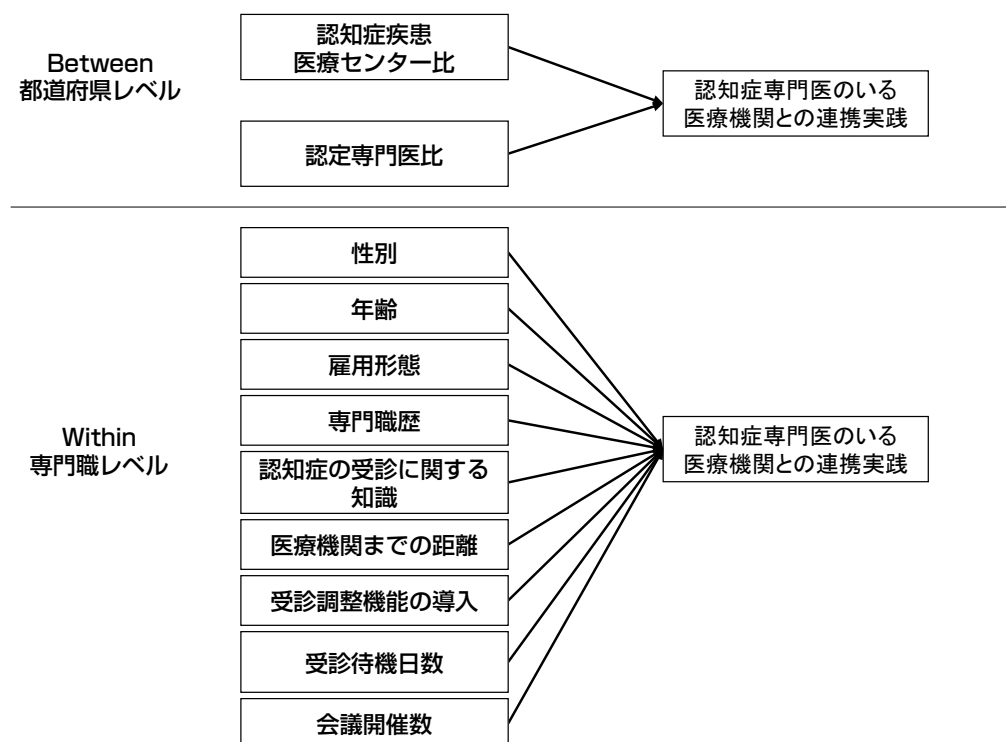 Between
都道府県レベル
認知症疾患
医療センター比
認定専門医比
認知症専門医のいる
医療機関との連携実践
Within
専門職レベル
性別
年齢
雇用形態
専門職歴
認知症の受診に関する
知識
医療機関までの距離
受診調整機能の導入
受診待機日数
会議開催数
認知症専門医のいる
医療機関との連携実践